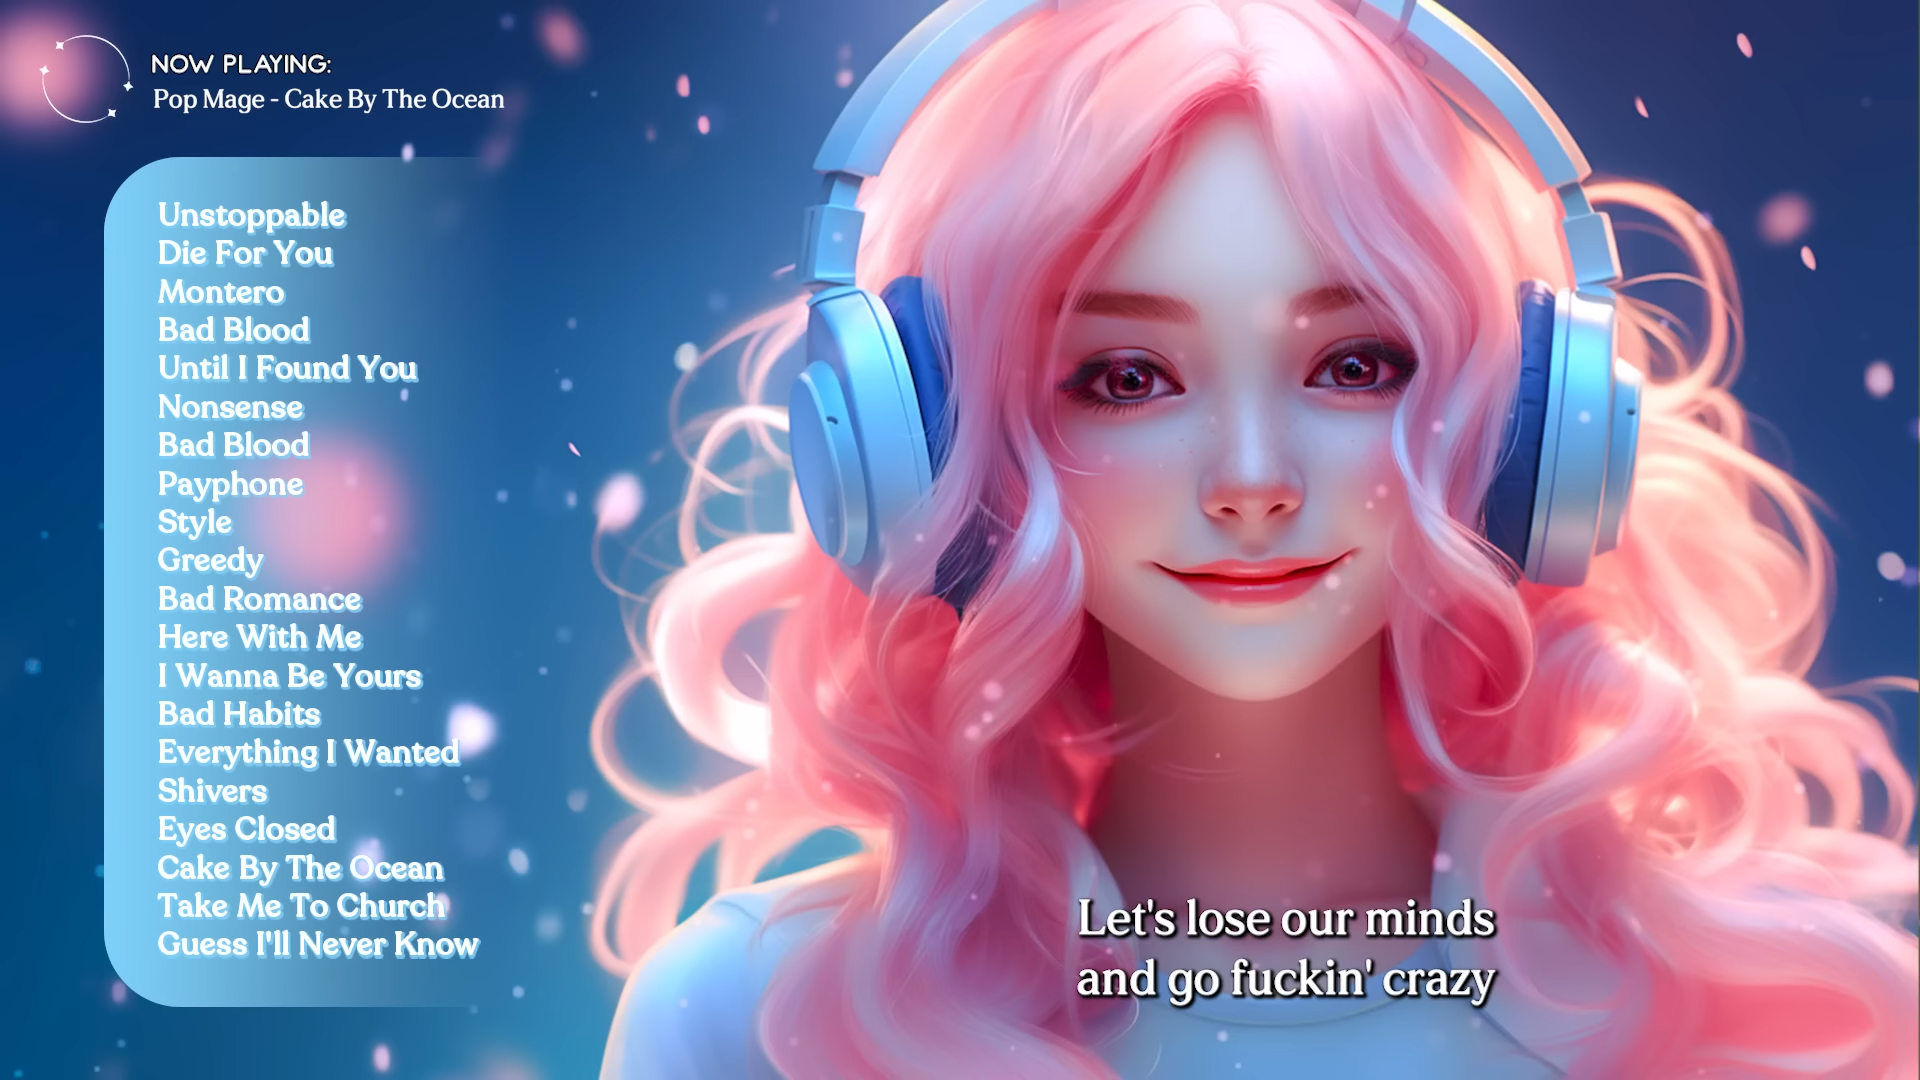 NOW PLAYING:
Pop Mage - Cake By The Ocean
Unstoppable
Die For You
Montero
Bad Blood
Until I Found You
Nonsense
Bad Blood
Payphone
Style
Greedy
Bad Romance
Here With Me
I Wanna Be Yours
Bad Habits
Everything I Wanted
Shivers
Eyes Closed
Cake By The Ocean
Take Me To Church
Guess I'll Never Know
Let's lose our minds
and go fuckin' crazy